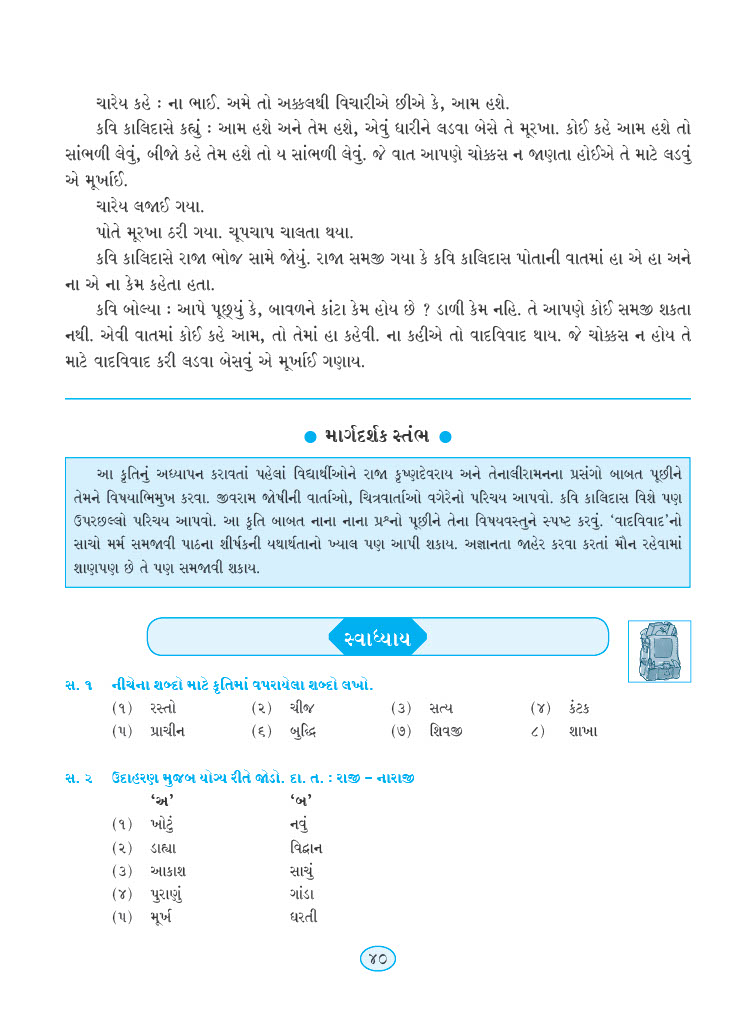 ચારેય કહે : ના ભાઈ. અમે તો અક્કલથી વિચારીએ છીએ કે, આમ હશે.
કવિ કાલિદાસે કહ્યું : આમ હશે અને તેમ હશે, એવું ધારીને લડવા બેસે તે મૂરખા. કોઈ કહે આમ હશે તો
સાંભળી લેવું, બીજો કહે તેમ હશે તો ય સાંભળી લેવું. જે વાત આપણે ચોક્કસ ન જાણતા હોઈએ તે માટે લડવું
એ મૂર્ખાઈ.
ચારેય લજાઈ ગયા.
પોતે મૂરખા ઠરી ગયા. ચૂપચાપ ચાલતા થયા.
કવિ કાલિદાસે રાજા ભોજ સામે જોયું. રાજા સમજી ગયા કે કવિ કાલિદાસ પોતાની વાતમાં હા એ હા અને
ના એ ના કેમ કહેતા હતા.
કવિ બોલ્યા : આપે પૂછ્યું કે, બાવળને કાંટા કેમ હોય છે ? ડાળી કેમ નહિ. તે આપણે કોઈ સમજી શકતા
નથી. એવી વાતમાં કોઈ કહે આમ, તો તેમાં હા કહેવી. ના કહીએ તો વાદવિવાદ થાય. જે ચોક્કસ ન હોય તે
માટે વાદવિવાદ કરી લડવા બેસવું એ મૂર્ખાઈ ગણાય.
● માર્ગદર્શક સ્તંભ ●
આ કૃતિનું અધ્યાપન કરાવતાં પહેલાં વિદ્યાર્થીઓને રાજા કૃષ્ણદેવરાય અને તેનાલીરામનના પ્રસંગો બાબત પૂછીને
તેમને વિષયાભિમુખ કરવા. જીવરામ જોષીની વાર્તાઓ, ચિત્રવાર્તાઓ વગેરેનો પરિચય આપવો. કવિ કાલિદાસ વિશે પણ
ઉપરછલ્લો પરિચય આપવો. આ કૃતિ બાબત નાના નાના પ્રશ્નો પૂછીને તેના વિષયવસ્તુને સ્પષ્ટ કરવું. ‘વાદવિવાદ’નો
સાચો મર્મ સમજાવી પાઠના શીર્ષકની યથાર્થતાનો ખ્યાલ પણ આપી શકાય. અજ્ઞાનતા જાહેર કરવા કરતાં મૌન રહેવામાં
શાણપણ છે તે પણ સમજાવી શકાય.
સ્વાધ્યાય
સ. ૧ નીચેના શબ્દો માટે કૃતિમાં વપરાયેલા શબ્દો લખો.
(૧) રસ્તો (૨) ચીજ (૩) સત્ય (૪) કંટક
(૫) પ્રાચીન (૬) બુદ્ધિ (૭) શિવજી ૮) શાખા
સ. ૨ ઉદાહરણ મુજબ યોગ્ય રીતે જોડો. દા. ત. : રાજી – નારાજી
‘અ’ ‘બ’
(૧) ખોટું નવું
(૨) ડાહ્યા વિદ્વાન
(૩) આકાશ સાચું
(૪) પુરાણું ગાંડા
(૫) મૂર્ખ ધરતી
૪૦